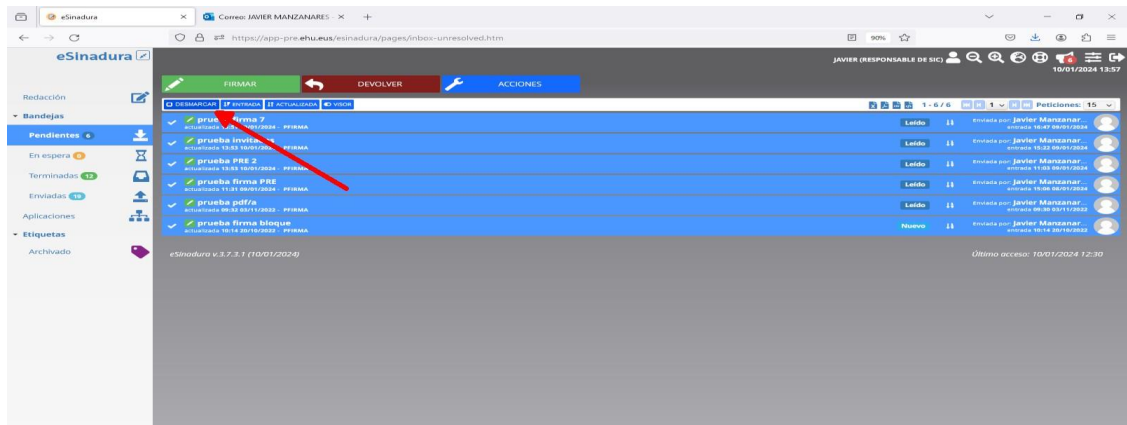 eSinadura
Correo: JAVIER MANZANARES -
https://app-pre.ehu.eus/esinadura/pages/inbox-unresolved.htm
90%
eSinadura
JAVIER (RESPONSABLE DE SIC)
10/01/2024 13:57
FIRMAR
DEVOLVER
ACCIONES
Redacción
Bandejas
Pendientes 6
En espera 0
Terminadas 12
Enviadas 19
Aplicaciones
Etiquetas
Archivado
DESMARCAR ENTRADA ACTUALIZADA VISOR
1 - 6 / 6 1 Peticiones: 15
firma 7
actualizada - PFIRMA
Leído
Enviada por: Javier Manzanar...
entrada 10:47 09/01/2024
prueba
actualizada 13:53 10/01/ - PFIRMA
Leído
Enviada por: Javier Manzanar...
entrada 15:22 09/01/2024
prueba PRE 2
actualizada 13:53 10/01/2024 - PFIRMA
Leído
Enviada por: Javier Manzanar...
entrada 11:03 09/01/2024
prueba firma PRE
actualizada 11:31 09/01/2024 - PFIRMA
Leído
Enviada por: Javier Manzanar...
entrada 15:06 08/01/2024
prueba pdf/a
actualizada 09:32 03/11/2022 - PFIRMA
Leído
Enviada por: Javier Manzanar...
entrada 09:30 03/11/2022
prueba firma bloque
actualizada 10:14 20/10/2022 - PFIRMA
Nuevo
Enviada por: Javier Manzanar...
entrada 10:14 20/10/2022
eSinadura v.3.7.3.1 (10/01/2024)
Último acceso: 10/01/2024 12:30